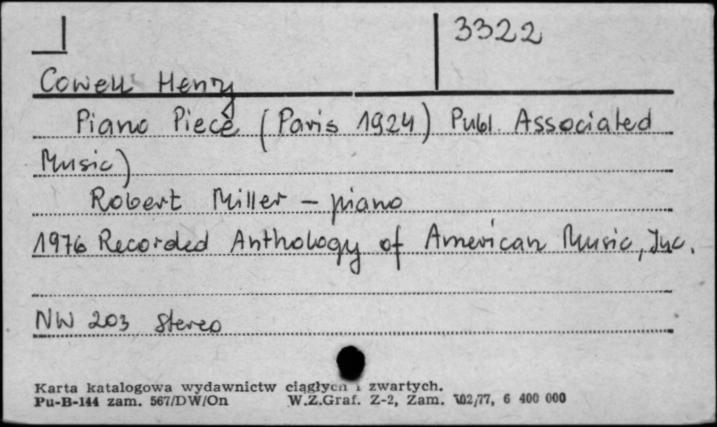 3322
Cowell Henry
Piano Piece (Paris 1924) Publ. Associated
Music)
Robert Miller - piano
1976 Recorded Anthology of American Music, Inc.
NW 203 Stereo
Karta katalogowa wydawnictw ciągłych i zwartych.
Pu-B-144 zam. 567/DW/On W.Z.Graf. Z-2, Zam. 702/77, 6 400 000